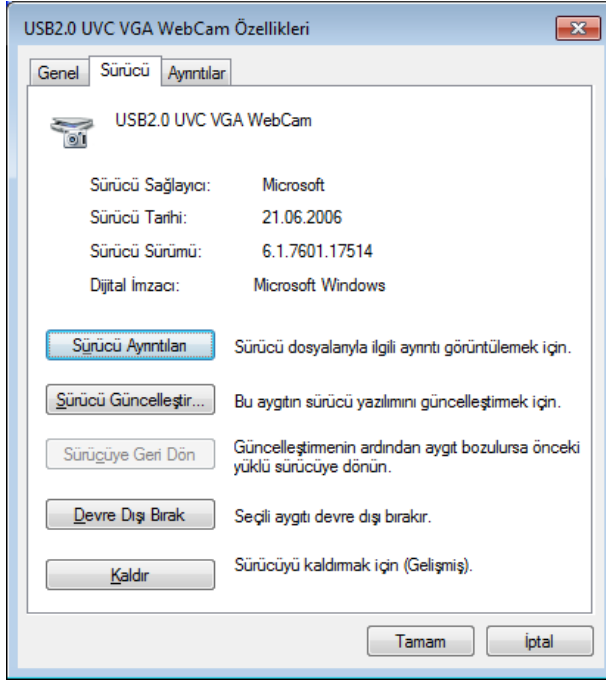 USB2.0 UVC VGA WebCam Özellikleri
Genel Sürücü Ayrıntılar
USB2.0 UVC VGA WebCam
Sürücü Sağlayıcı: Microsoft
Sürücü Tarihi: 21.06.2006
Sürücü Sürümü: 6.1.7601.17514
Dijital İmzacı: Microsoft Windows
Sürücü Ayrıntıları Sürücü dosyalarıyla ilgili ayrıntı görüntülemek için.
Sürücü Güncelleştir... Bu aygıtın sürücü yazılımını güncelleştirmek için.
Sürücüye Geri Dön Güncelleştirmenin ardından aygıt bozulursa önceki
yüklü sürücüye dönün.
Devre Dışı Bırak Seçili aygıtı devre dışı bırakır.
Kaldır Sürücüyü kaldırmak için (Gelişmiş).
Tamam İptal